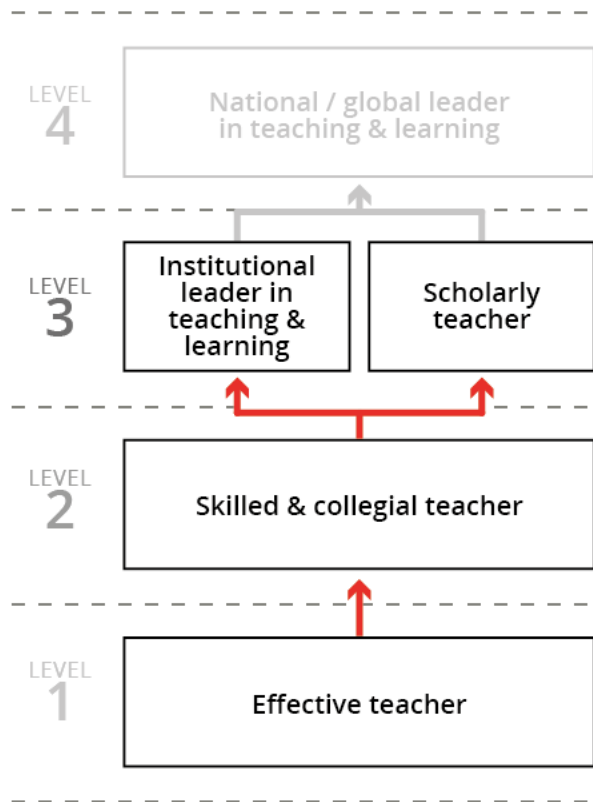 LEVEL
4
National / global leader
in teaching & learning
LEVEL
3
Institutional
leader in
teaching &
learning
Scholarly
teacher
LEVEL
2
Skilled & collegial teacher
LEVEL
1
Effective teacher